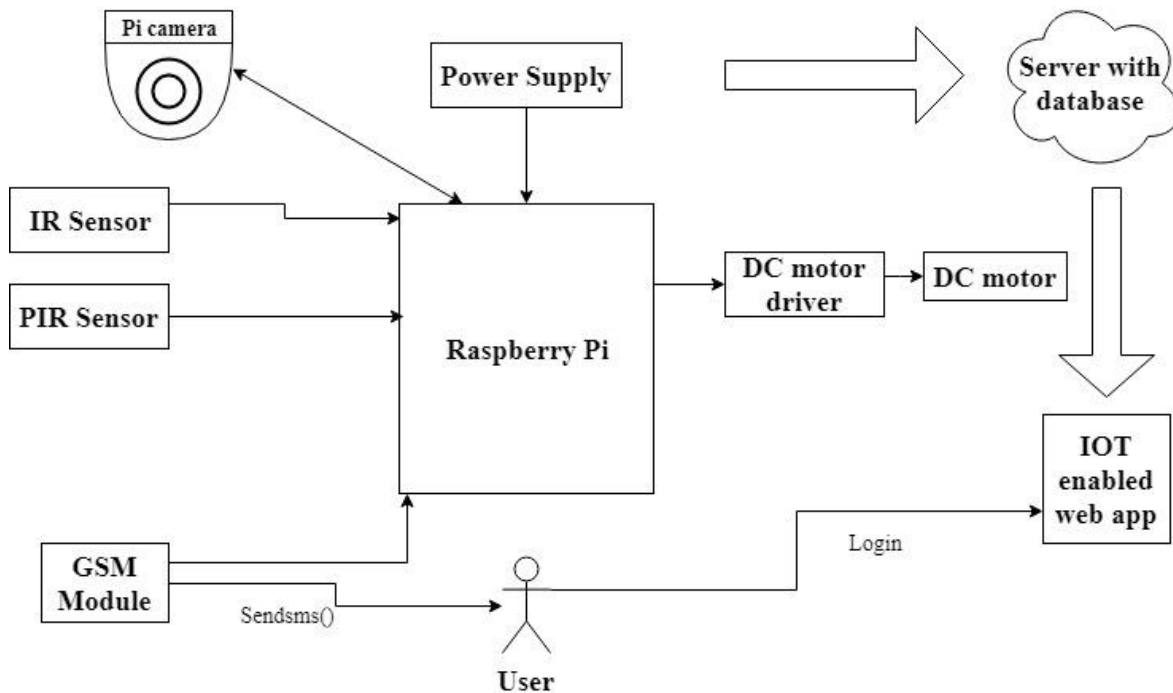 Pi camera
Power Supply
Server with
database
IR Sensor
PIR Sensor
Raspberry Pi
DC motor
driver
DC motor
IOT
enabled
web app
Login
GSM
Module
Sendsms()
User